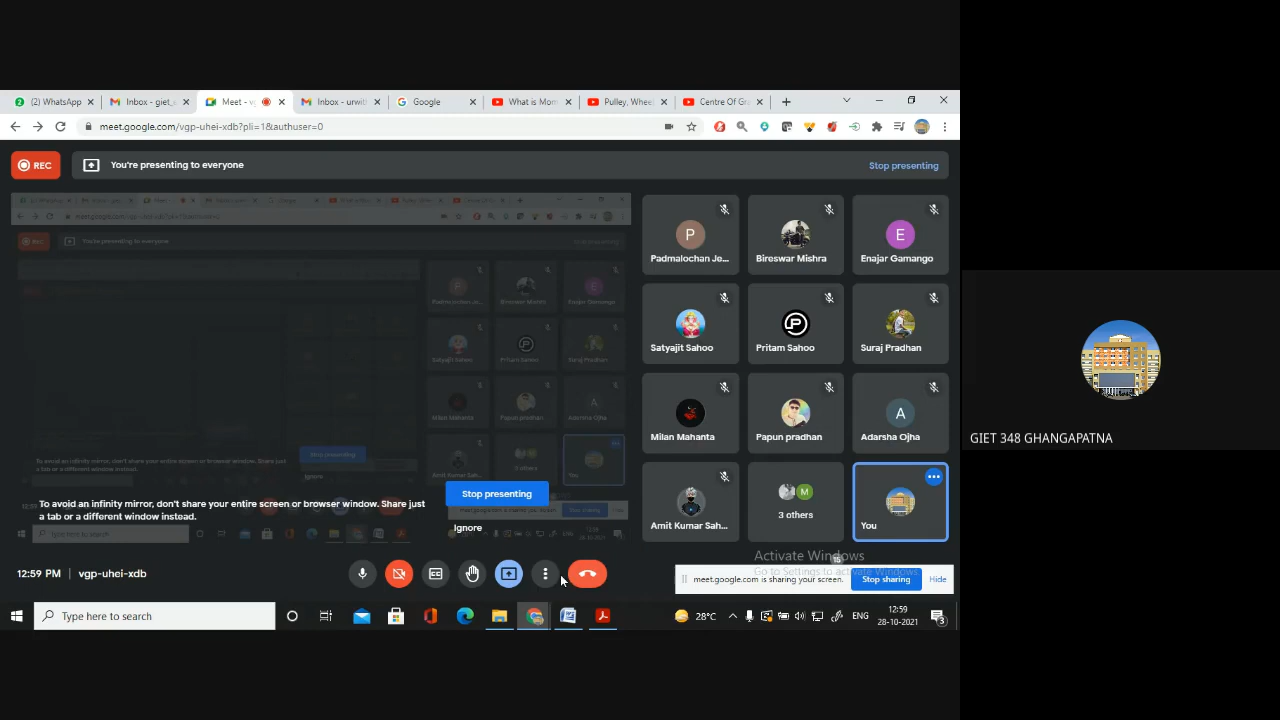 (2) WhatsApp
Inbox - giet_
Meet - v
Inbox - urwit
Google
What is Mom
Pulley, Whee
Centre Of Gr
meet.google.com/vgp-uhei-xdb?pli=1&authuser=0
REC
You're presenting to everyone
Stop presenting
Padmalochan Je...
Bireswar Mishra
Enajar Gamango
Satyajit Sahoo
Pritam Sahoo
Suraj Pradhan
Milan Mahanta
Papun pradhan
Adarsha Ojha
Amit Kumar Sah...
3 others
You
GIET 348 GHANGAPATNA
To avoid an infinity mirror, don't share your entire screen or browser window. Share just
a tab or a different window instead.
Stop presenting
Ignore
Activate Windows
Go to Settings to activate Windows.
12:59 PM | vgp-uhei-xdb
meet.google.com is sharing your screen.
Stop sharing
Hide
Type here to search
28°C
ENG
12:59
28-10-2021
3